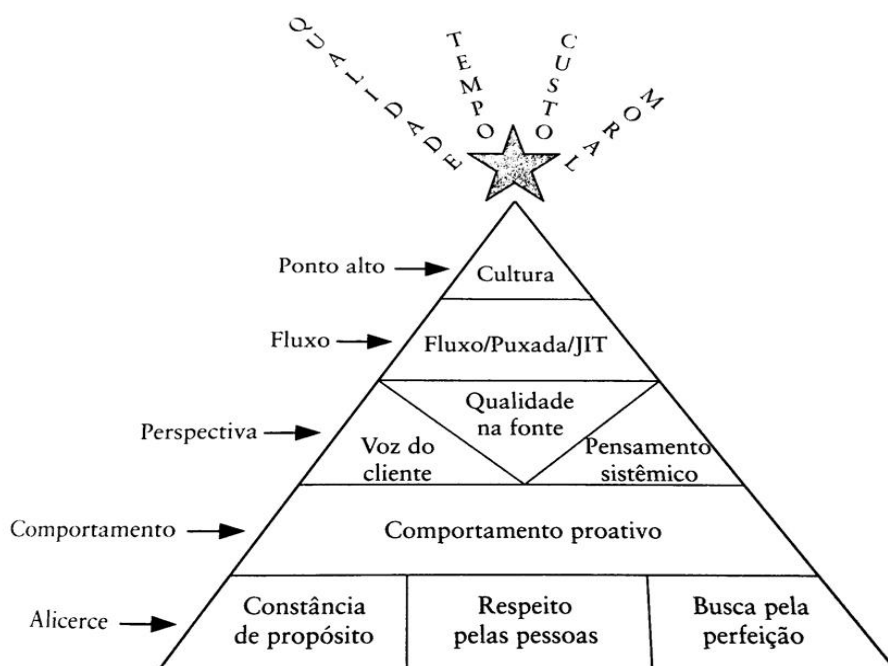 QUALIDADE
TEMPO
CUSTO
MORAL
Ponto alto
Cultura
Fluxo
Fluxo/Puxada/JIT
Perspectiva
Qualidade
na fonte
Voz do
cliente
Pensamento
sistêmico
Comportamento
Comportamento proativo
Alicerce
Constância
de propósito
Respeito
pelas pessoas
Busca pela
perfeição